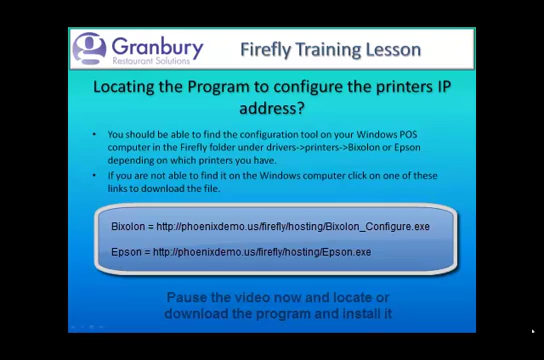 Granbury
Restaurant Solutions
Firefly Training Lesson
Locating the Program to configure the printers IP
address?
• You should be able to find the configuration tool on your Windows POS
computer in the Firefly folder under drivers->printers->Bixolon or Epson
depending on which printers you have.
• If you are not able to find it on the Windows computer click on one of these
links to download the file.
Bixolon = http://phoenixdemo.us/firefly/hosting/Bixolon_Configure.exe
Epson = http://phoenixdemo.us/firefly/hosting/Epson.exe
Pause the video now and locate or
download the program and install it